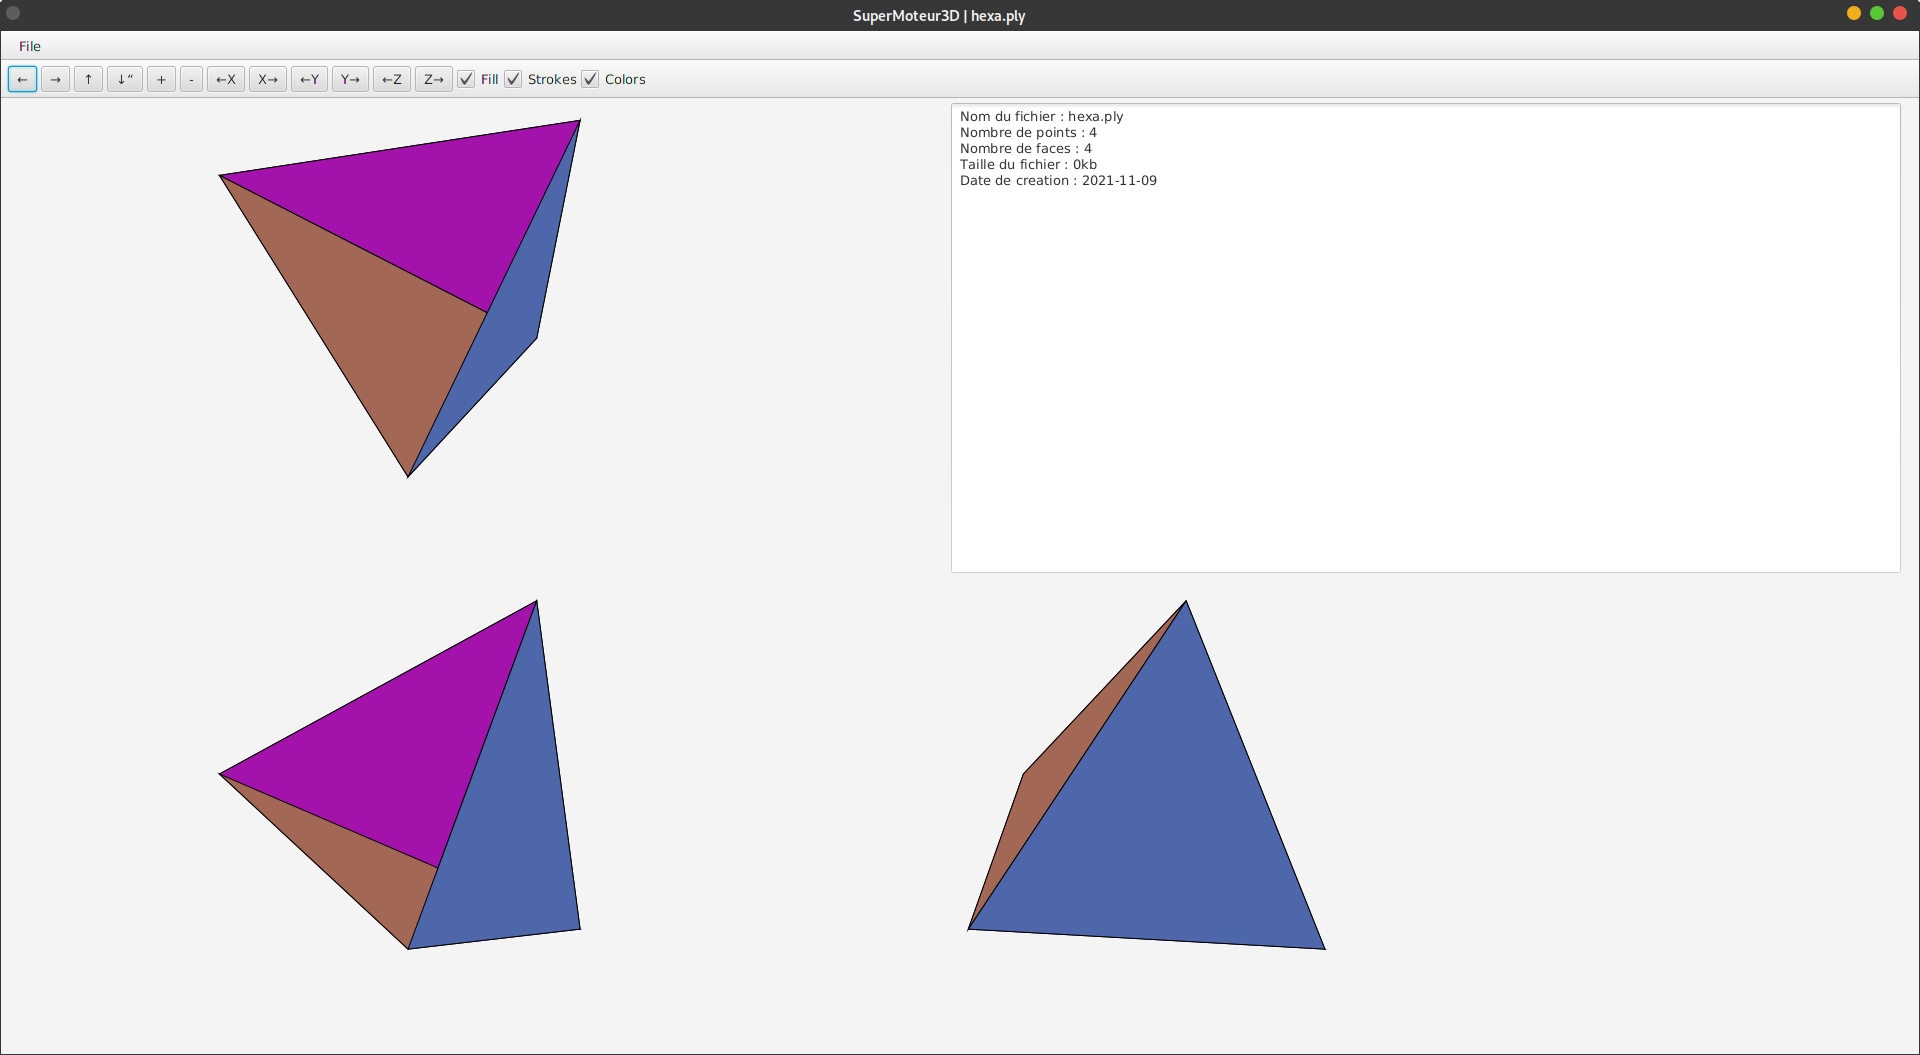 SuperMoteur3D | hexa.ply
File
← → ↑ ↓“ + - ←X X→ ←Y Y→ ←Z Z→ Fill Strokes Colors
Nom du fichier : hexa.ply
Nombre de points : 4
Nombre de faces : 4
Taille du fichier : 0kb
Date de creation : 2021-11-09